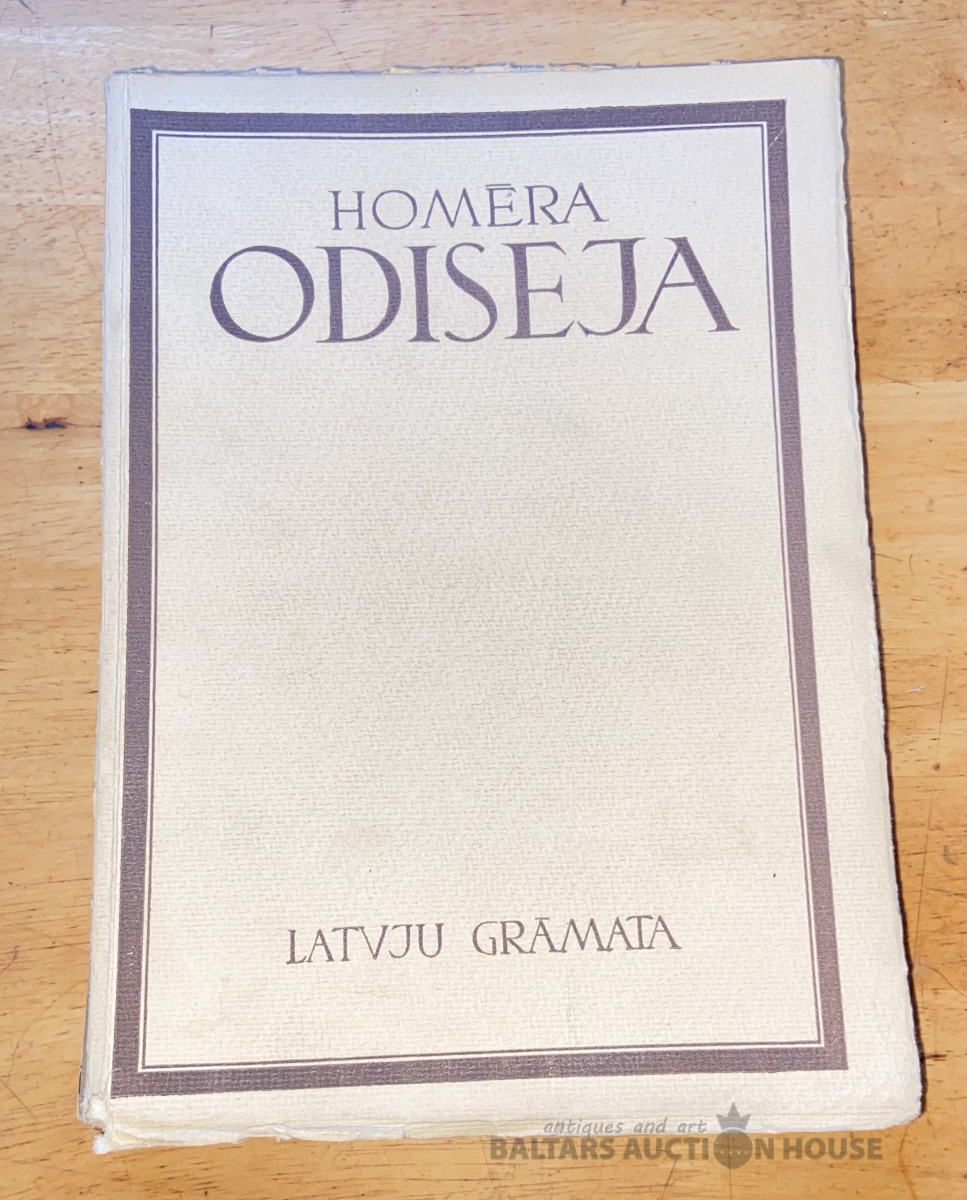 HOMĒRA
ODISEJA
LATVJU GRĀMATA
antiques and art
BALTARS AUCTION HOUSE